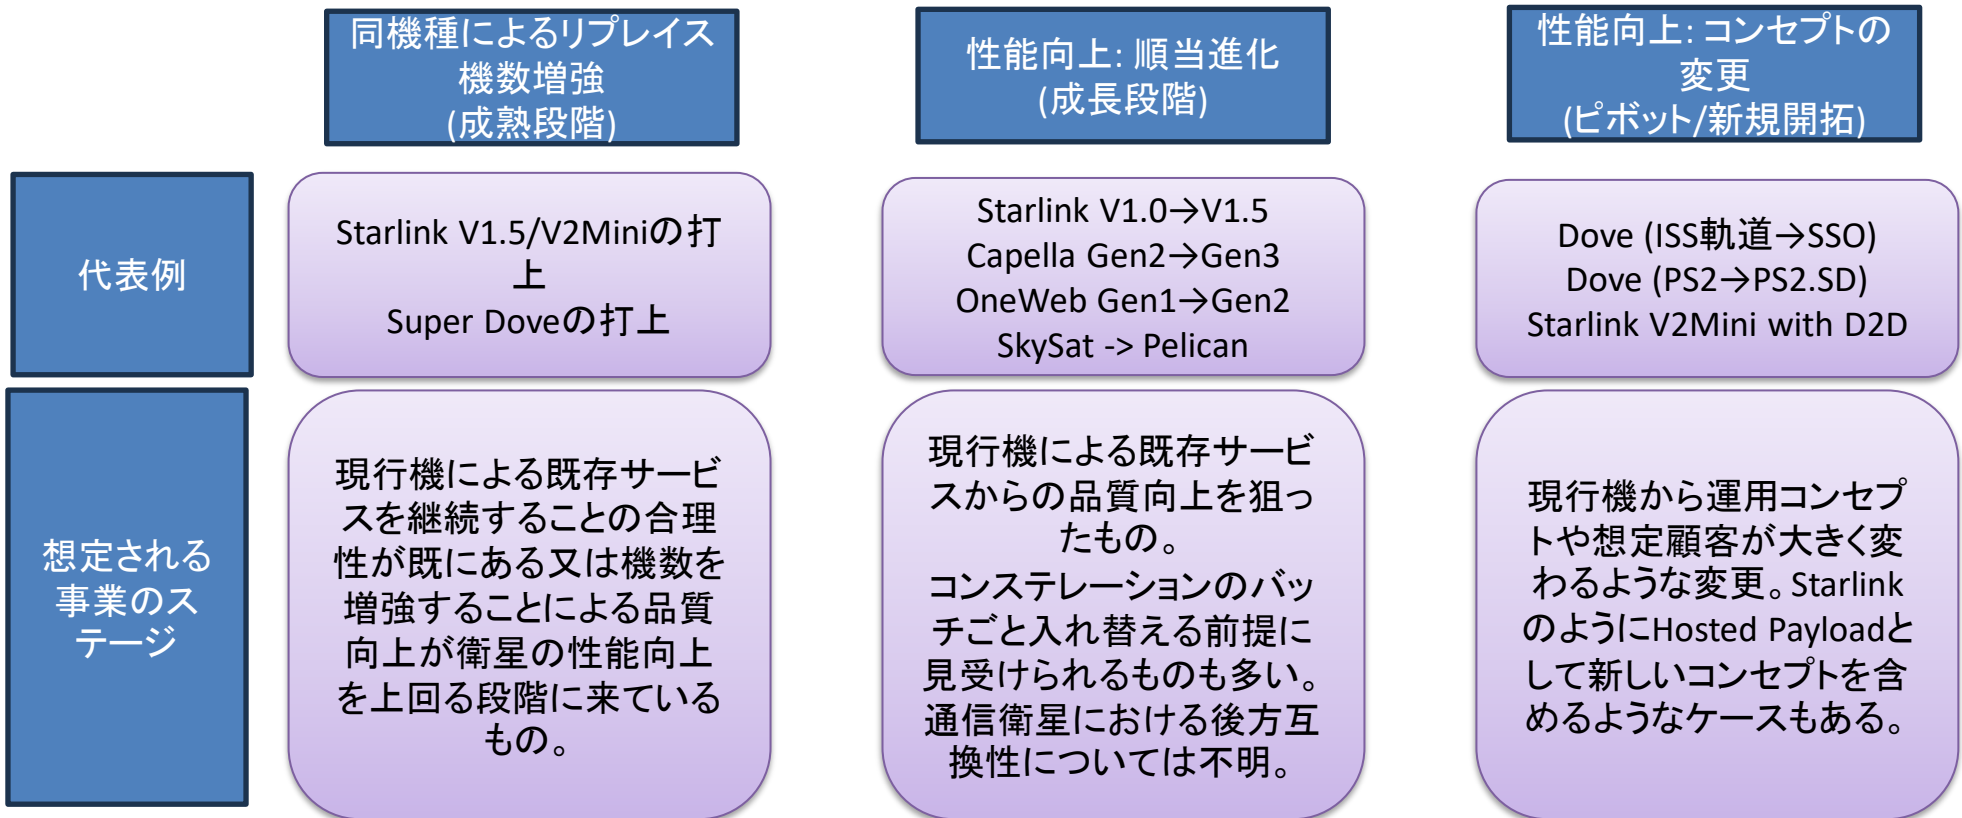 同機種によるリプレイス
機数増強
(成熟段階)
性能向上: 順当進化
(成長段階)
性能向上: コンセプトの
変更
(ピボット/新規開拓)
代表例
Starlink V1.5/V2Miniの打
上
Super Doveの打上
Starlink V1.0→V1.5
Capella Gen2→Gen3
OneWeb Gen1→Gen2
SkySat -> Pelican
Dove (ISS軌道→SSO)
Dove (PS2→PS2.SD)
Starlink V2Mini with D2D
想定される
事業のス
テージ
現行機による既存サービ
スを継続することの合理
性が既にある又は機数を
増強することによる品質
向上が衛星の性能向上
を上回る段階に来ている
もの。
現行機による既存サービ
スからの品質向上を狙っ
たもの。
コンステレーションのバッ
チごと入れ替える前提に
見受けられるものも多い。
通信衛星における後方互
換性については不明。
現行機から運用コンセプ
トや想定顧客が大きく変
わるような変更。Starlink
のようにHosted Payloadと
して新しいコンセプトを含
めるようなケースもある。